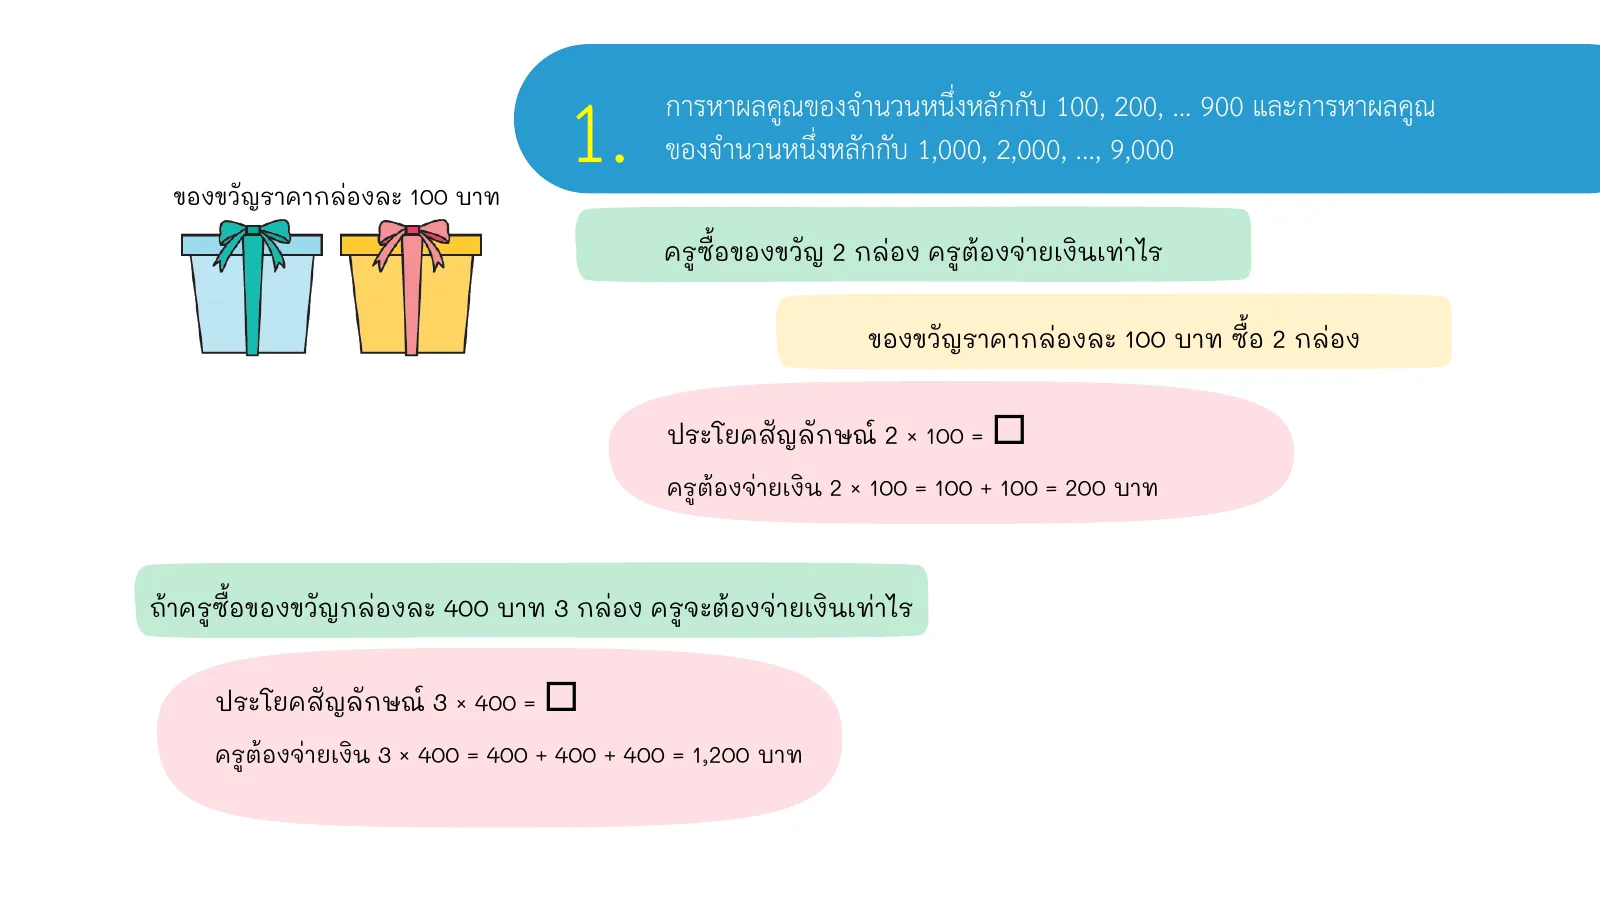 1.
การหาผลคูณของจำนวนหนึ่งหลักกับ 100, 200, ... 900 และการหาผลคูณ
ของจำนวนหนึ่งหลักกับ 1,000, 2,000, ..., 9,000
ของขวัญราคากล่องละ 100 บาท
ครูซื้อของขวัญ 2 กล่อง ครูต้องจ่ายเงินเท่าไร
ของขวัญราคากล่องละ 100 บาท ซื้อ 2 กล่อง
ประโยคสัญลักษณ์ 2 × 100 = □
ครูต้องจ่ายเงิน 2 × 100 = 100 + 100 = 200 บาท
ถ้าครูซื้อของขวัญกล่องละ 400 บาท 3 กล่อง ครูจะต้องจ่ายเงินเท่าไร
ประโยคสัญลักษณ์ 3 × 400 = □
ครูต้องจ่ายเงิน 3 × 400 = 400 + 400 + 400 = 1,200 บาท